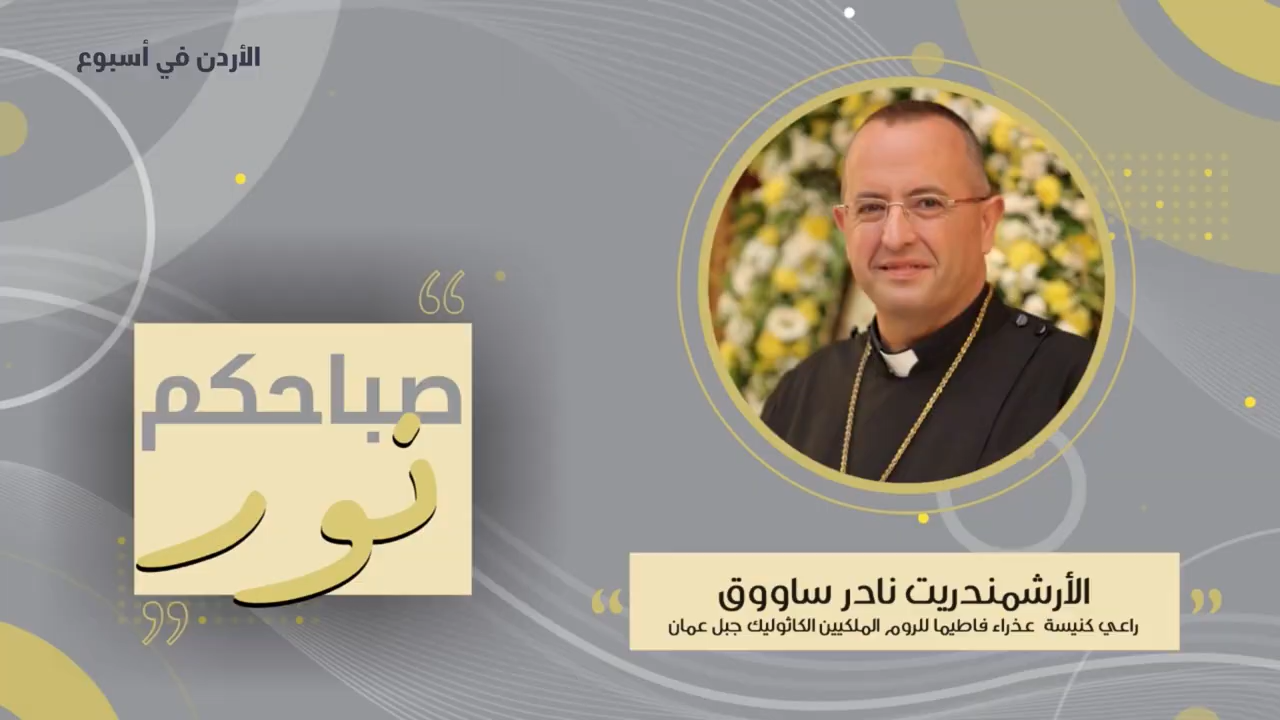 الأردن في أسبوع
صباحكم
نور
الأرشمندريت نادر ساووق
راعي كنيسة عذراء فاطيما للروم الملكيين الكاثوليك جبل عمان